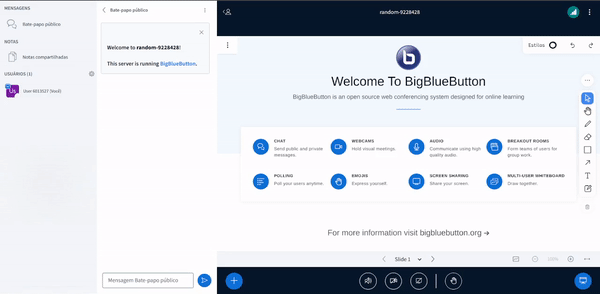 MENSAGENS
Bate-papo público
NOTAS
Notas compartilhadas
USUÁRIOS (1)
Us
User 6013527 (Você)
Bate-papo público
Welcome to random-9228428!
This server is running BigBlueButton.
Mensagem Bate-papo público
random-9228428
Estilos
b
Welcome To BigBlueButton
BigBlueButton is an open source web conferencing system designed for online learning
CHAT
Send public and private
messages.
WEBCAMS
Hold visual meetings.
AUDIO
Communicate using high
quality audio.
BREAKOUT ROOMS
Form teams of users for
group work.
POLLING
Poll your users anytime.
EMOJIS
Express yourself.
SCREEN SHARING
Share your screen.
MULTI-USER WHITEBOARD
Draw together.
For more information visit bigbluebutton.org →
Slide 1
100%